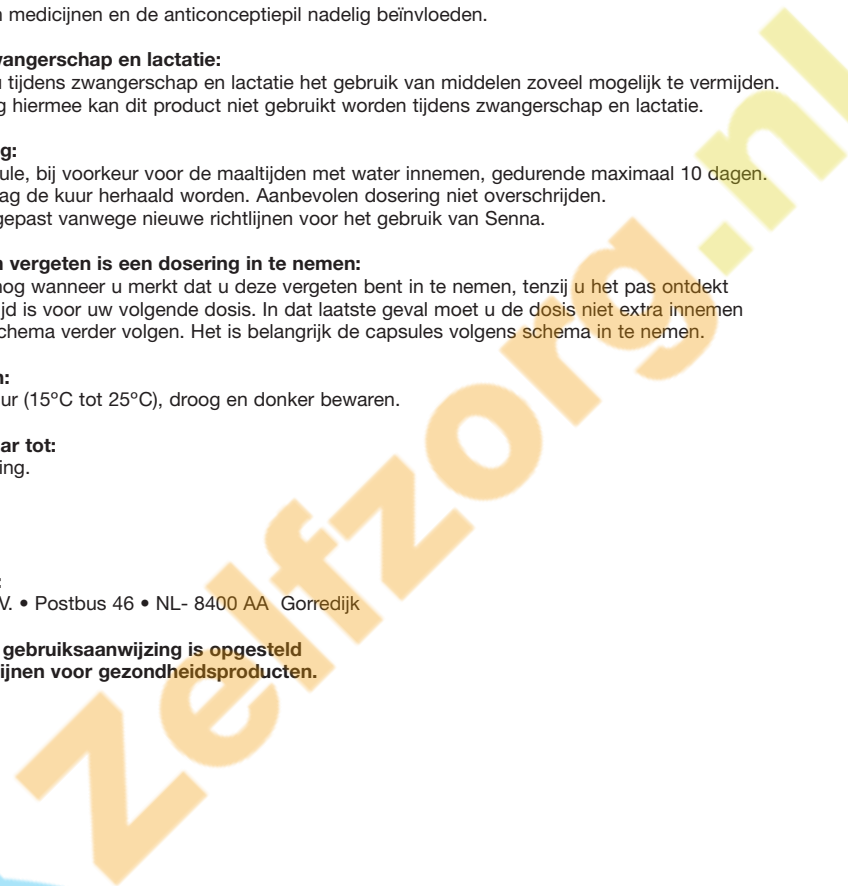 medicijnen en de anticonceptiepil nadelig beïnvloeden.
wangerschap en lactatie:
tijdens zwangerschap en lactatie het gebruik van middelen zoveel mogelijk te vermijden.
g hiermee kan dit product niet gebruikt worden tijdens zwangerschap en lactatie.
g:
ule, bij voorkeur voor de maaltijden met water innemen, gedurende maximaal 10 dagen.
ag de kuur herhaald worden. Aanbevolen dosering niet overschrijden.
gepast vanwege nieuwe richtlijnen voor het gebruik van Senna.
n vergeten is een dosering in te nemen:
nog wanneer u merkt dat u deze vergeten bent in te nemen, tenzij u het pas ontdekt
jd is voor uw volgende dosis. In dat laatste geval moet u de dosis niet extra innemen
chema verder volgen. Het is belangrijk de capsules volgens schema in te nemen.
n:
ur (15°C tot 25°C), droog en donker bewaren.
ar tot:
ing.
:
V. • Postbus 46 • NL- 8400 AA Gorredijk
gebruiksaanwijzing is opgesteld
ijnen voor gezondheidsproducten.
zelfzorg.nl